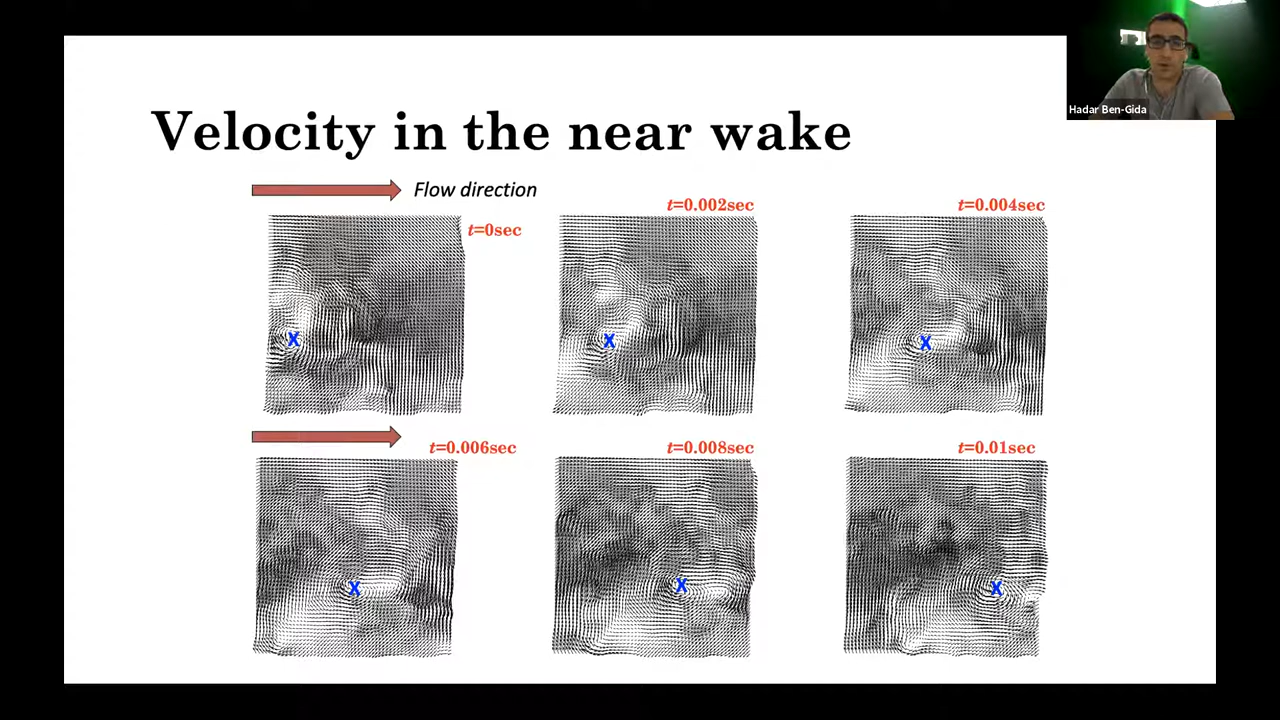 Hadar Ben-Gida
Velocity in the near wake
Flow direction
t=0sec
t=0.002sec
t=0.004sec
X
X
X
t=0.006sec
t=0.008sec
t=0.01sec
X
X
X